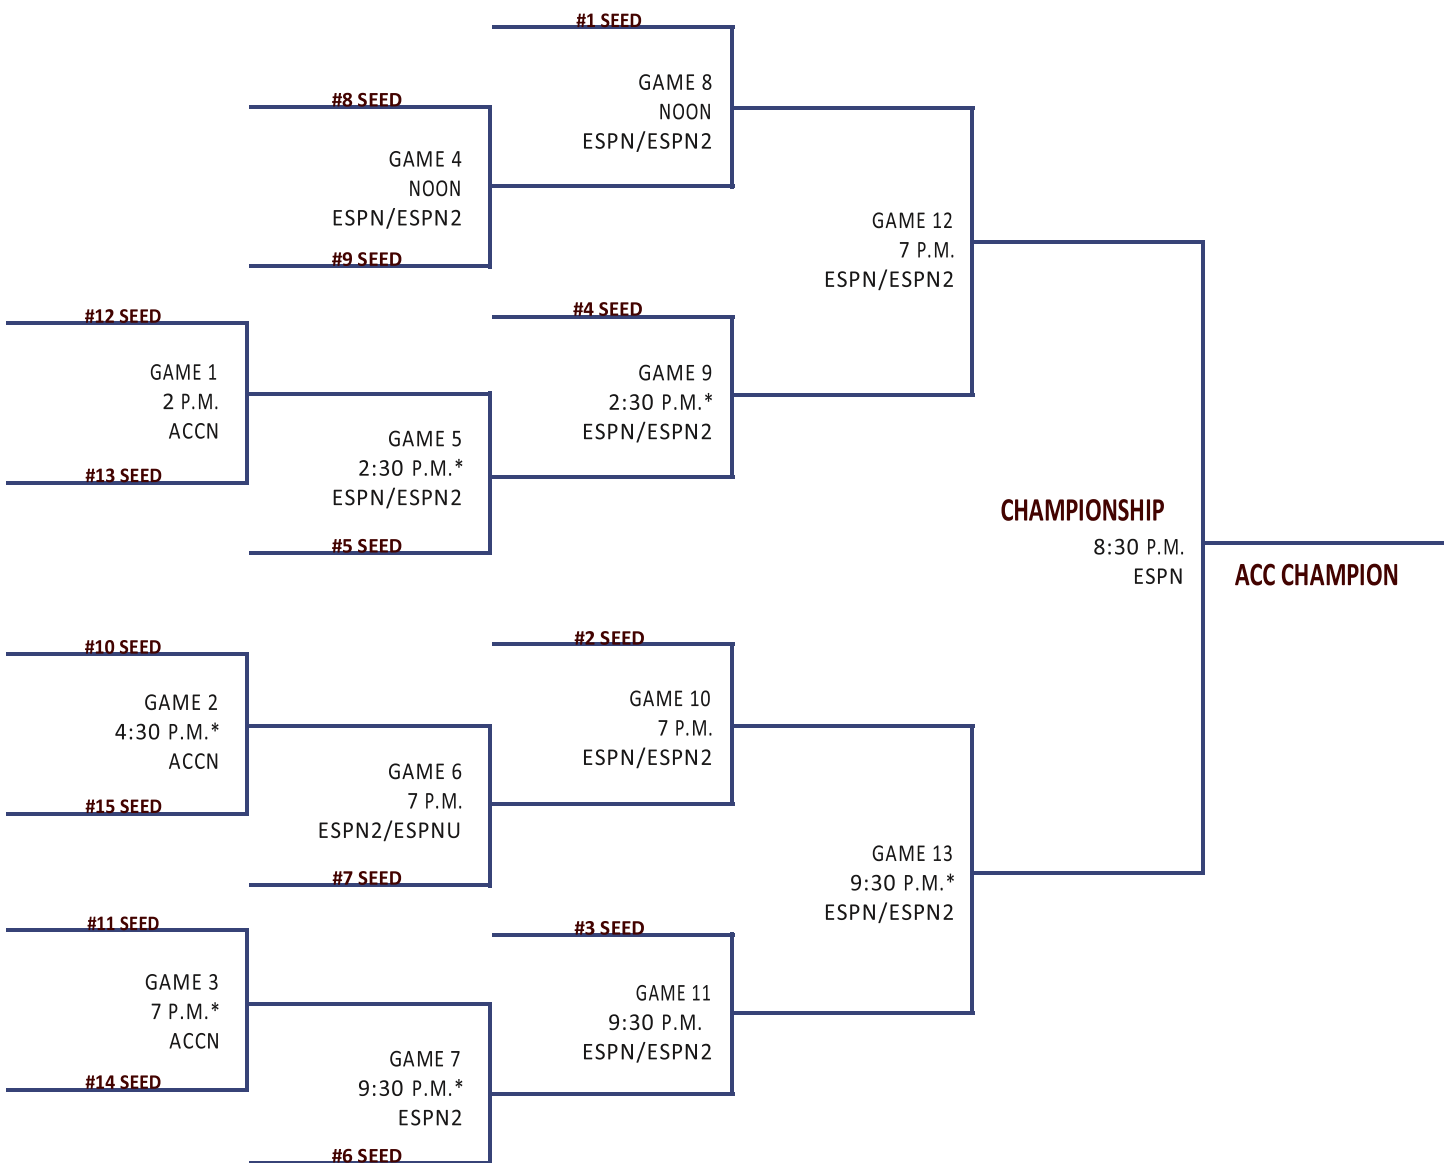 #1 SEED
GAME 8
NOON
ESPN/ESPN2
#8 SEED
GAME 4
NOON
ESPN/ESPN2
#9 SEED
GAME 12
7 P.M.
ESPN/ESPN2
#12 SEED
GAME 1
2 P.M.
ACCN
#13 SEED
#4 SEED
GAME 9
2:30 P.M.*
ESPN/ESPN2
GAME 5
2:30 P.M.*
ESPN/ESPN2
#5 SEED
CHAMPIONSHIP
8:30 P.M.
ESPN
ACC CHAMPION
#10 SEED
GAME 2
4:30 P.M.*
ACCN
#15 SEED
#2 SEED
GAME 10
7 P.M.
ESPN/ESPN2
GAME 6
7 P.M.
ESPN2/ESPNU
#7 SEED
GAME 13
9:30 P.M.*
ESPN/ESPN2
#11 SEED
GAME 3
7 P.M.*
ACCN
#14 SEED
#3 SEED
GAME 11
9:30 P.M.
ESPN/ESPN2
GAME 7
9:30 P.M.*
ESPN2
#6 SEED